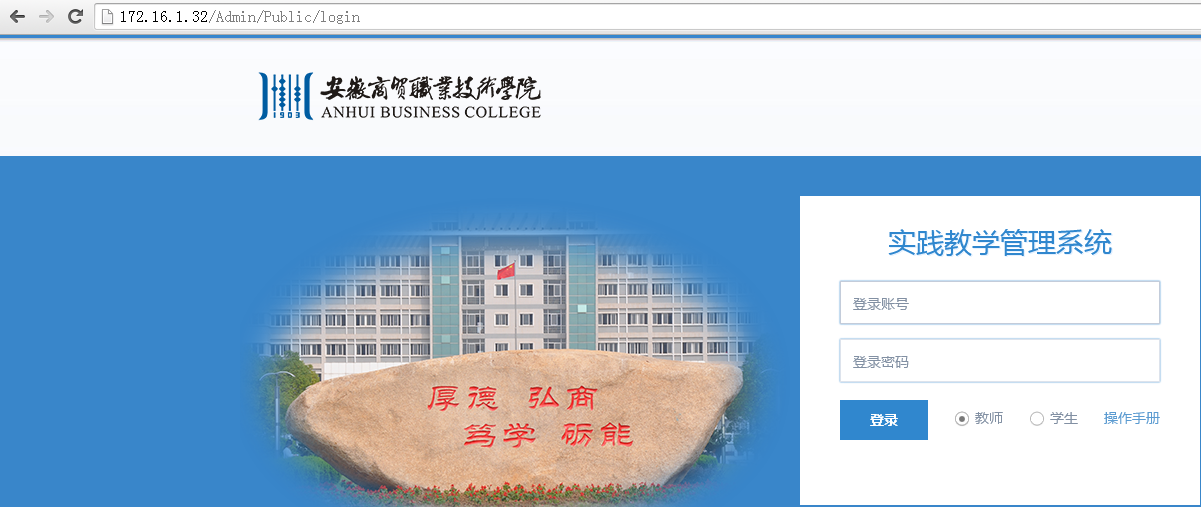 172.16.1.32/Admin/Public/login
安徽商贸職業技術學院
1903
ANHUI BUSINESS COLLEGE
实践教学管理系统
登录账号
登录密码
登录 教师 学生 操作手册
厚德 弘商
笃学 砺能